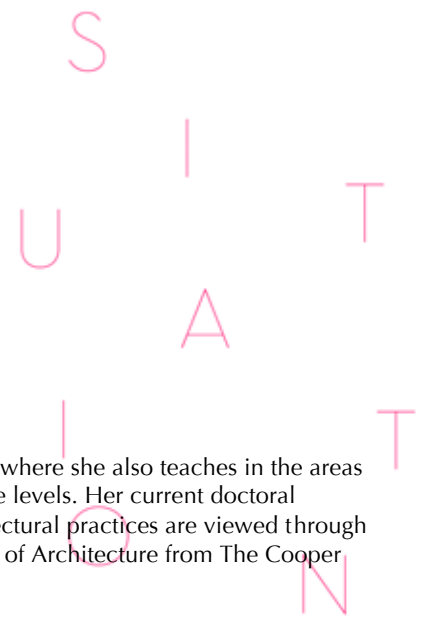 S
I
T
U
A
I
T
where she also teaches in the areas
e levels. Her current doctoral
ectural practices are viewed through
O
of Architecture from The Cooper
N